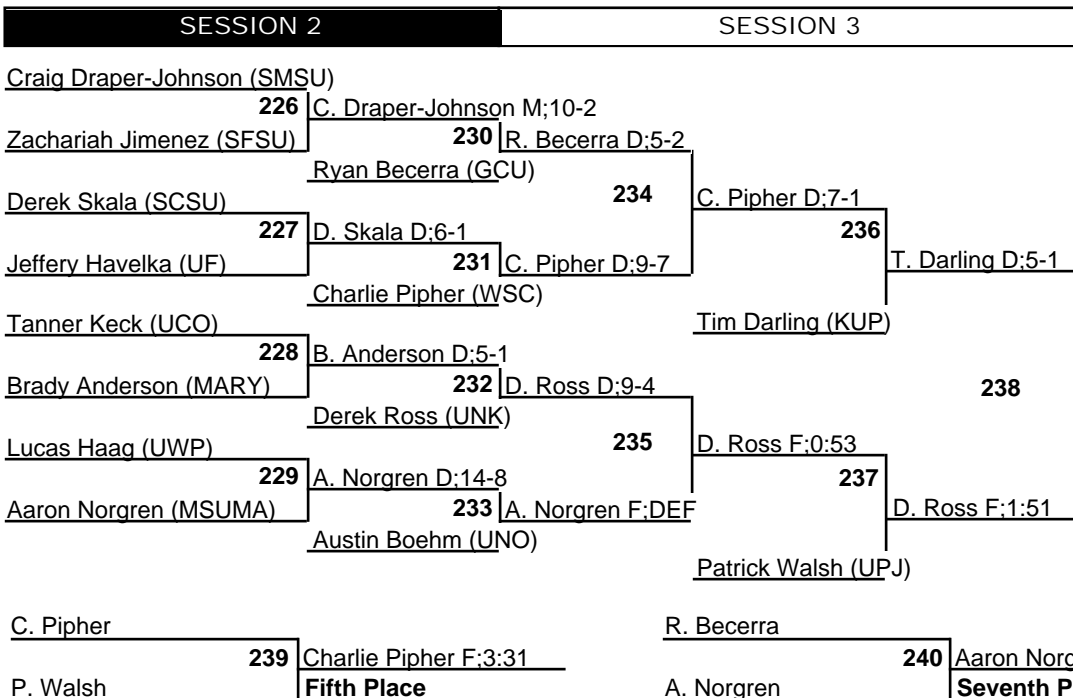 SESSION 2
SESSION 3
Craig Draper-Johnson (SMSU)
226 C. Draper-Johnson M;10-2
Zachariah Jimenez (SFSU)
230 R. Becerra D;5-2
Ryan Becerra (GCU)
234
Derek Skala (SCSU)
C. Pipher D;7-1
227 D. Skala D;6-1
236
Jeffery Havelka (UF)
231 C. Pipher D;9-7
T. Darling D;5-1
Charlie Pipher (WSC)
Tanner Keck (UCO)
Tim Darling (KUP)
228 B. Anderson D;5-1
Brady Anderson (MARY)
232 D. Ross D;9-4
238
Derek Ross (UNK)
235
Lucas Haag (UWP)
D. Ross F;0:53
229 A. Norgren D;14-8
237
Aaron Norgren (MSUMA)
233 A. Norgren F;DEF
D. Ross F;1:51
Austin Boehm (UNO)
Patrick Walsh (UPJ)
C. Pipher
239 Charlie Pipher F;3:31
P. Walsh
Fifth Place
R. Becerra
240 Aaron
A. Norgren
Seventh